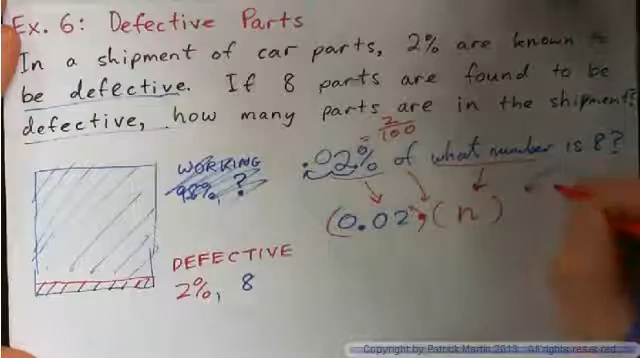 Ex. 6: Defective Parts
In a shipment of car parts, 2% are known to
be defective. If 8 parts are found to be
defective, how many parts are in the shipment?
= 2/100
.02% of what number is 8?
(0.02)(n)
WORKING
98%, ?
DEFECTIVE
2%, 8
Copyright by Patrick Martin 2013. All rights reserved.